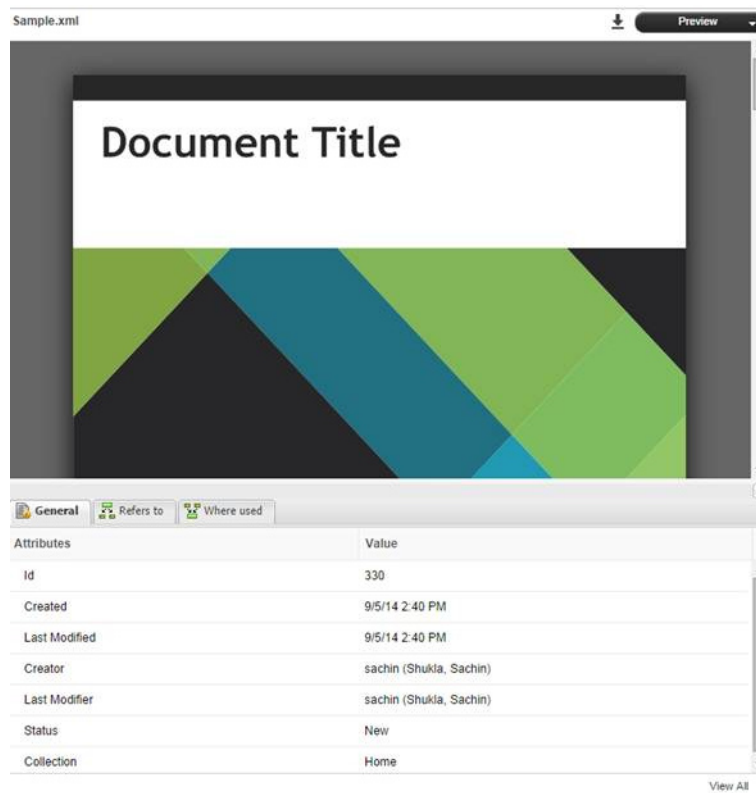 Sample.xml Preview
Document Title
General Refers to Where used
Attributes Value
Id 330
Created 9/5/14 2:40 PM
Last Modified 9/5/14 2:40 PM
Creator sachin (Shukla, Sachin)
Last Modifier sachin (Shukla, Sachin)
Status New
Collection Home
View All